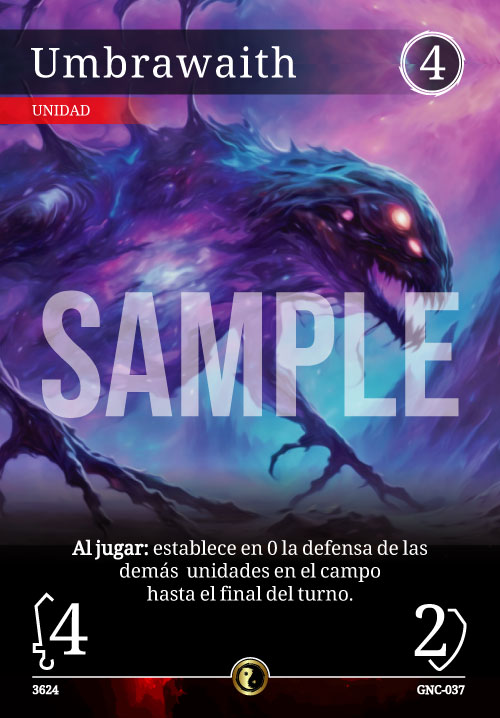 Umbrawaith
4
UNIDAD
SAMPLE
Al jugar: establece en 0 la defensa de las
demás unidades en el campo
hasta el final del turno.
4
2
3624
GNC-037